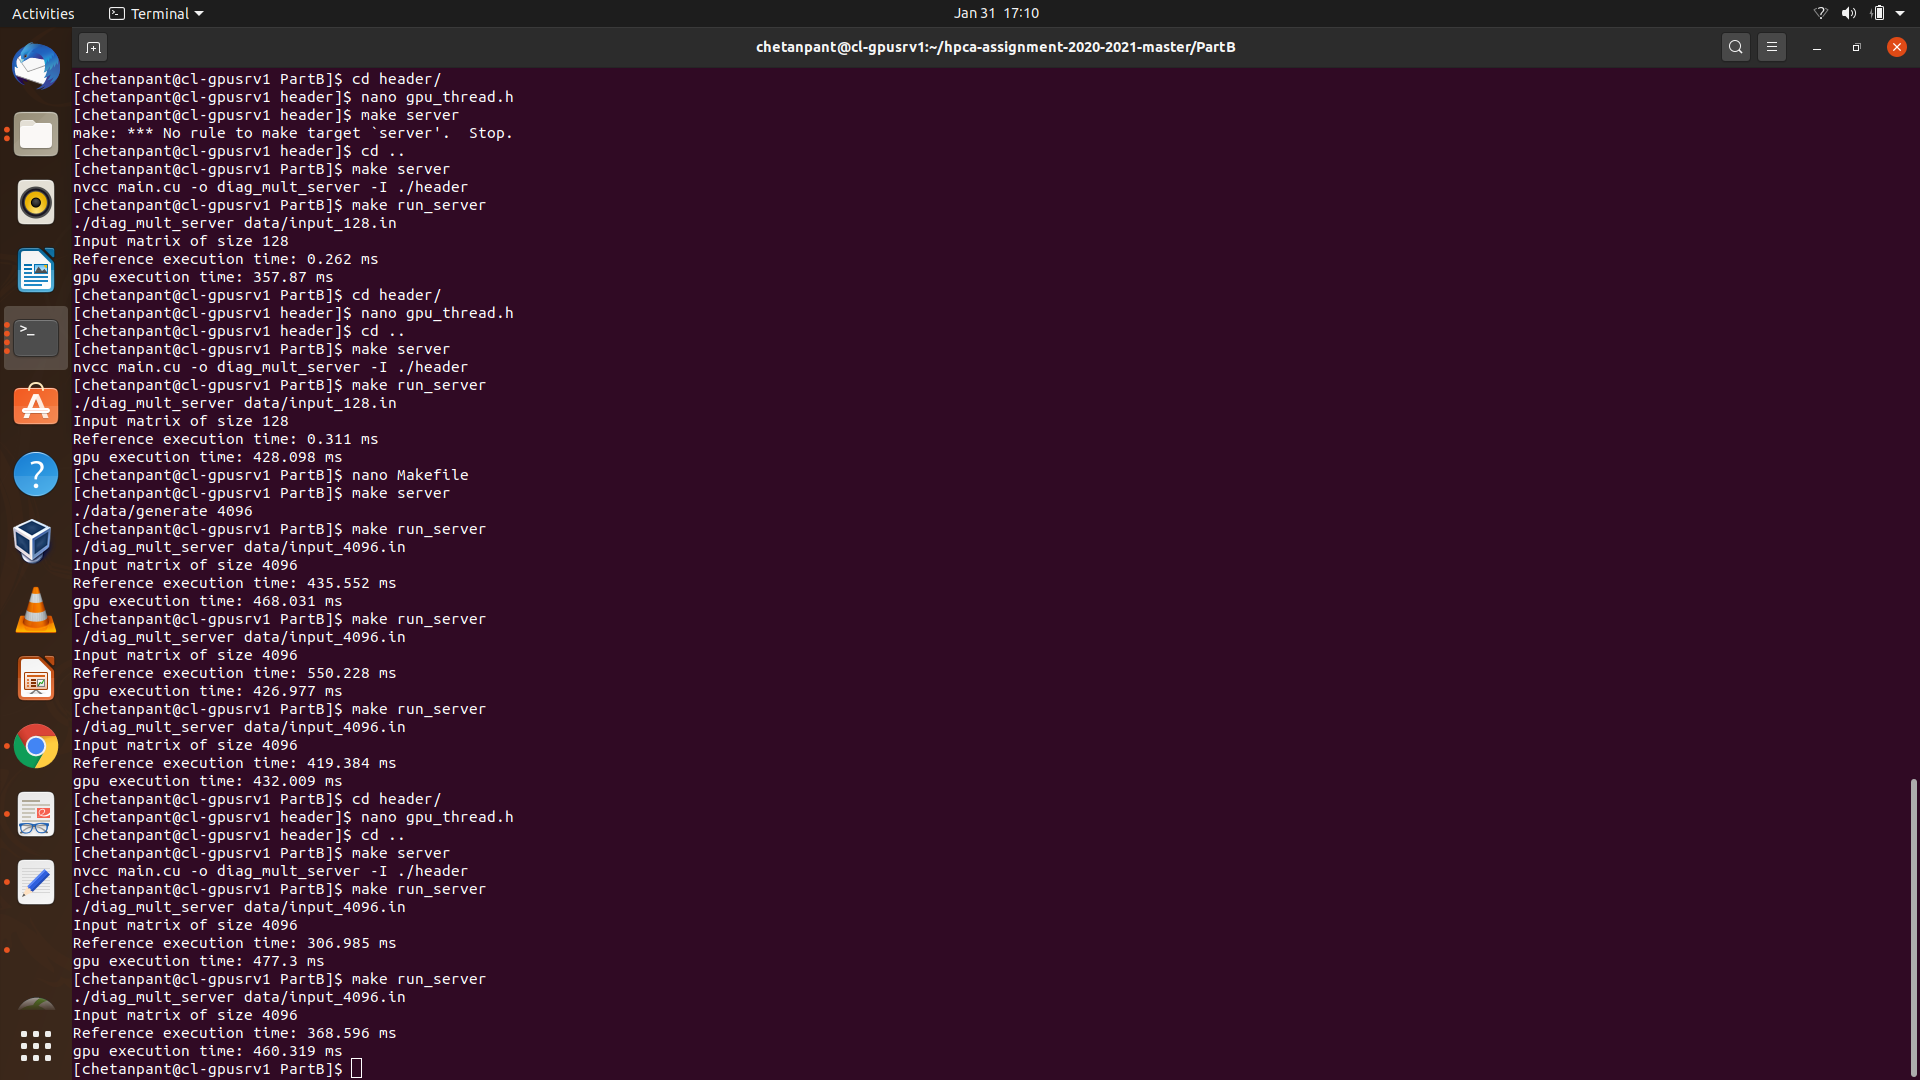 Activities Terminal Jan 31 17:10
chetanpant@cl-gpusrv1:~/hpca-assignment-2020-2021-master/PartB
[chetanpant@cl-gpusrv1 PartB]$ cd header/
[chetanpant@cl-gpusrv1 header]$ nano gpu_thread.h
[chetanpant@cl-gpusrv1 header]$ make server
make: *** No rule to make target `server'.  Stop.
[chetanpant@cl-gpusrv1 header]$ cd ..
[chetanpant@cl-gpusrv1 PartB]$ make server
nvcc main.cu -o diag_mult_server -I ./header
[chetanpant@cl-gpusrv1 PartB]$ make run_server
./diag_mult_server data/input_128.in
Input matrix of size 128
Reference execution time: 0.262 ms
gpu execution time: 357.87 ms
[chetanpant@cl-gpusrv1 PartB]$ cd header/
[chetanpant@cl-gpusrv1 header]$ nano gpu_thread.h
[chetanpant@cl-gpusrv1 header]$ cd ..
[chetanpant@cl-gpusrv1 PartB]$ make server
nvcc main.cu -o diag_mult_server -I ./header
[chetanpant@cl-gpusrv1 PartB]$ make run_server
./diag_mult_server data/input_128.in
Input matrix of size 128
Reference execution time: 0.311 ms
gpu execution time: 428.098 ms
[chetanpant@cl-gpusrv1 PartB]$ nano Makefile
[chetanpant@cl-gpusrv1 PartB]$ make server
./data/generate 4096
[chetanpant@cl-gpusrv1 PartB]$ make run_server
./diag_mult_server data/input_4096.in
Input matrix of size 4096
Reference execution time: 435.552 ms
gpu execution time: 468.031 ms
[chetanpant@cl-gpusrv1 PartB]$ make run_server
./diag_mult_server data/input_4096.in
Input matrix of size 4096
Reference execution time: 550.228 ms
gpu execution time: 426.977 ms
[chetanpant@cl-gpusrv1 PartB]$ make run_server
./diag_mult_server data/input_4096.in
Input matrix of size 4096
Reference execution time: 419.384 ms
gpu execution time: 432.009 ms
[chetanpant@cl-gpusrv1 PartB]$ cd header/
[chetanpant@cl-gpusrv1 header]$ nano gpu_thread.h
[chetanpant@cl-gpusrv1 header]$ cd ..
[chetanpant@cl-gpusrv1 PartB]$ make server
nvcc main.cu -o diag_mult_server -I ./header
[chetanpant@cl-gpusrv1 PartB]$ make run_server
./diag_mult_server data/input_4096.in
Input matrix of size 4096
Reference execution time: 306.985 ms
gpu execution time: 477.3 ms
[chetanpant@cl-gpusrv1 PartB]$ make run_server
./diag_mult_server data/input_4096.in
Input matrix of size 4096
Reference execution time: 368.596 ms
gpu execution time: 460.319 ms
[chetanpant@cl-gpusrv1 PartB]$